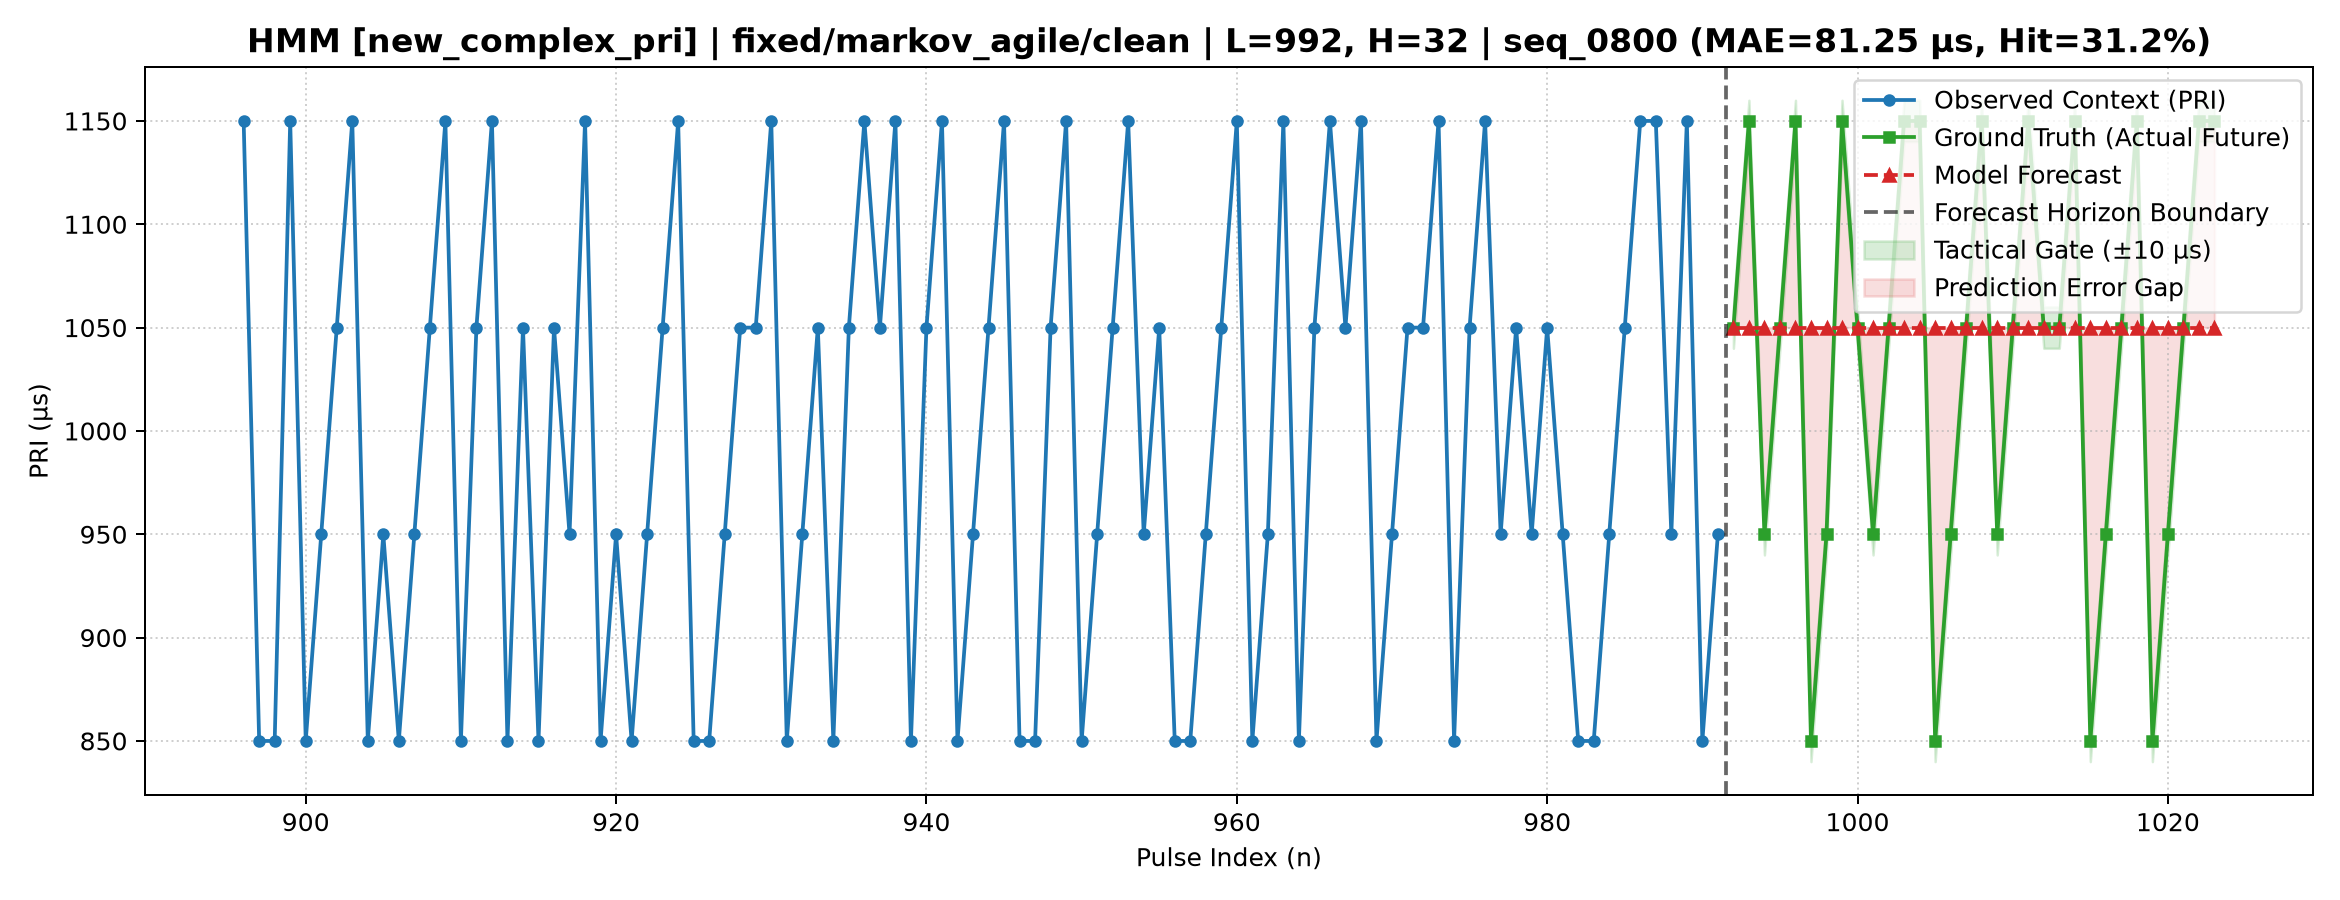 HMM [new_complex_pri] | fixed/markov_agile/clean | L=992, H=32 | seq_0800 (MAE=81.25 µs, Hit=31.2%)
Observed Context (PRI)
Ground Truth (Actual Future)
Model Forecast
Forecast Horizon Boundary
Tactical Gate (±10 µs)
Prediction Error Gap
PRI (µs)
1150
1100
1050
1000
950
900
850
900 920 940 960 980 1000 1020
Pulse Index (n)